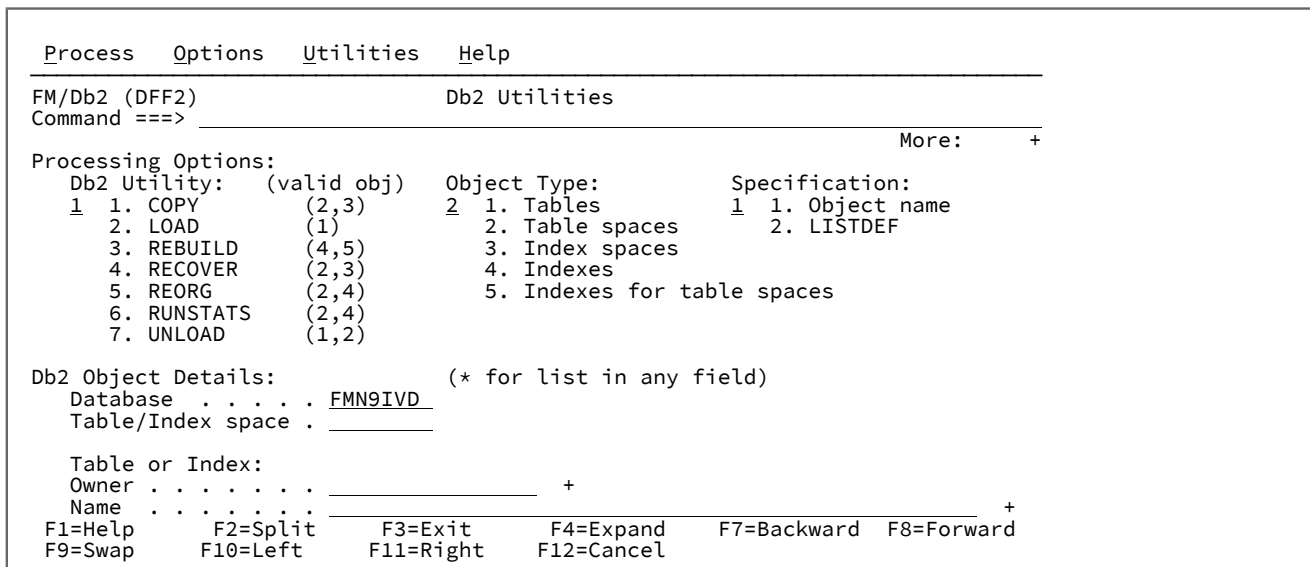 Process   Options   Utilities   Help
FM/Db2 (DFF2)                   Db2 Utilities
Command ===>
More:     +
Processing Options:
Db2 Utility:   (valid obj)   Object Type:          Specification:
1  1. COPY        (2,3)      2  1. Tables          1  1. Object name
2. LOAD        (1)           2. Table spaces       2. LISTDEF
3. REBUILD     (4,5)         3. Index spaces
4. RECOVER     (2,3)         4. Indexes
5. REORG       (2,4)         5. Indexes for table spaces
6. RUNSTATS    (2,4)
7. UNLOAD      (1,2)
Db2 Object Details:             (* for list in any field)
Database  . . . . . FMN9IVD
Table/Index space .
Table or Index:
Owner . . . . . . .                   +
Name  . . . . . . .                                                     +
F1=Help      F2=Split     F3=Exit      F4=Expand    F7=Backward  F8=Forward
F9=Swap     F10=Left     F11=Right    F12=Cancel